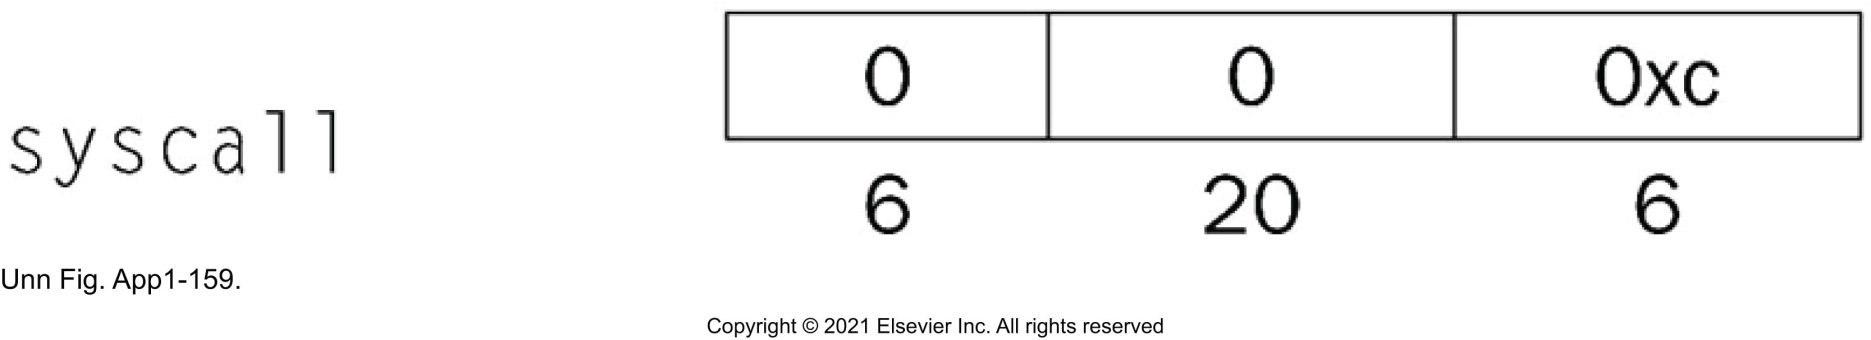 syscall
0 0 0xc
6 20 6
Unn Fig. App1-159.
Copyright © 2021 Elsevier Inc. All rights reserved